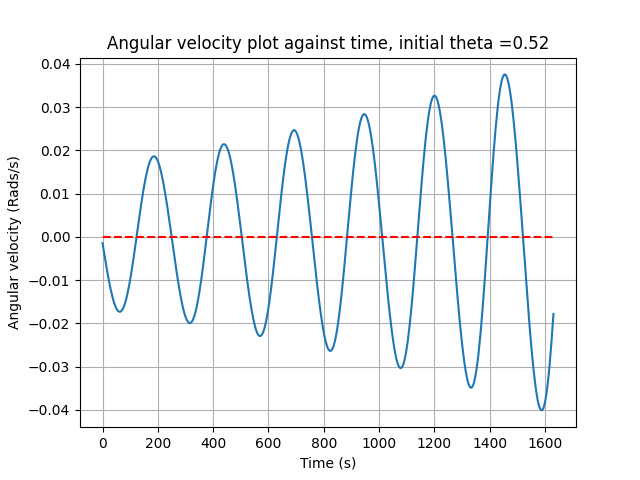 Angular velocity plot against time, initial theta =0.52
Angular velocity (Rads/s)
0.04
0.03
0.02
0.01
0.00
−0.01
−0.02
−0.03
−0.04
0 200 400 600 800 1000 1200 1400 1600
Time (s)